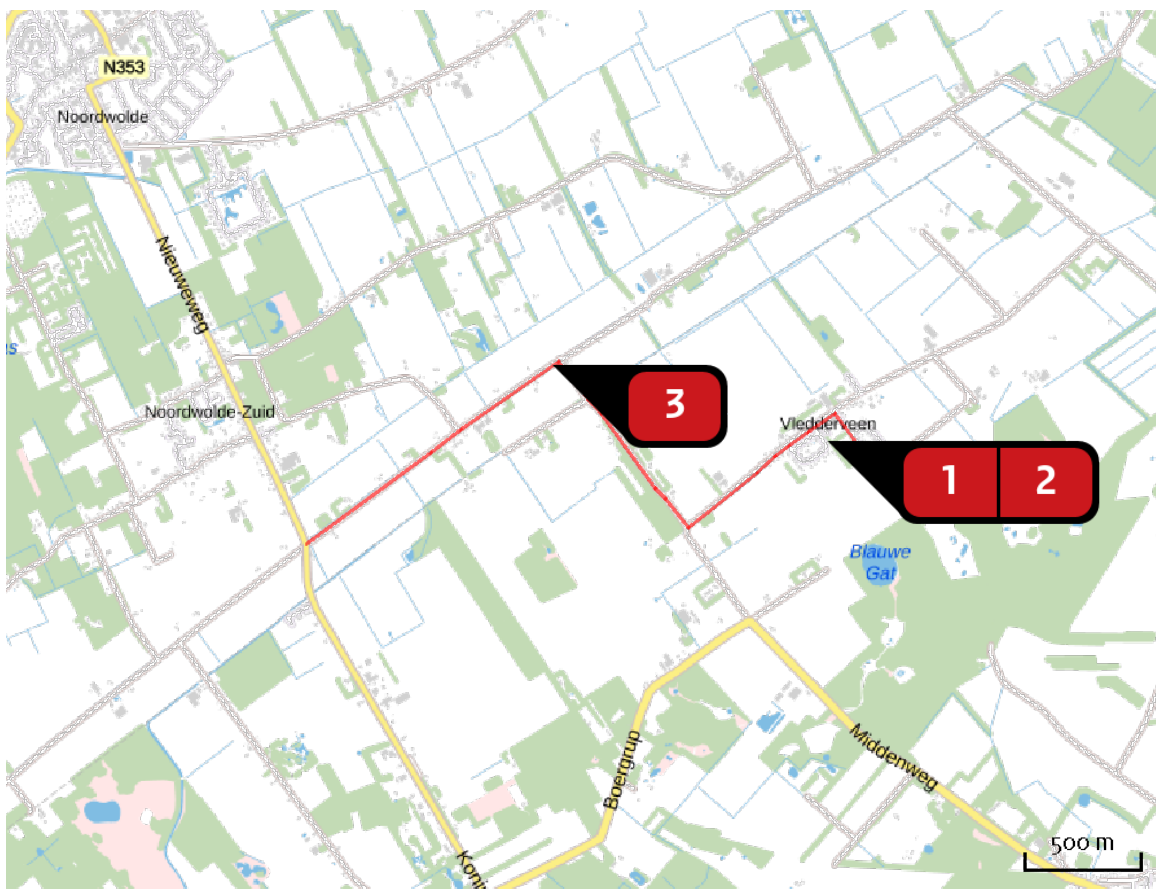 N353
Noordwolde
Nieuweweg
Noordwolde-Zuid
3
Vledderveen
1
2
Blauwe
Gat
Boergrup
Middenweg
500 m